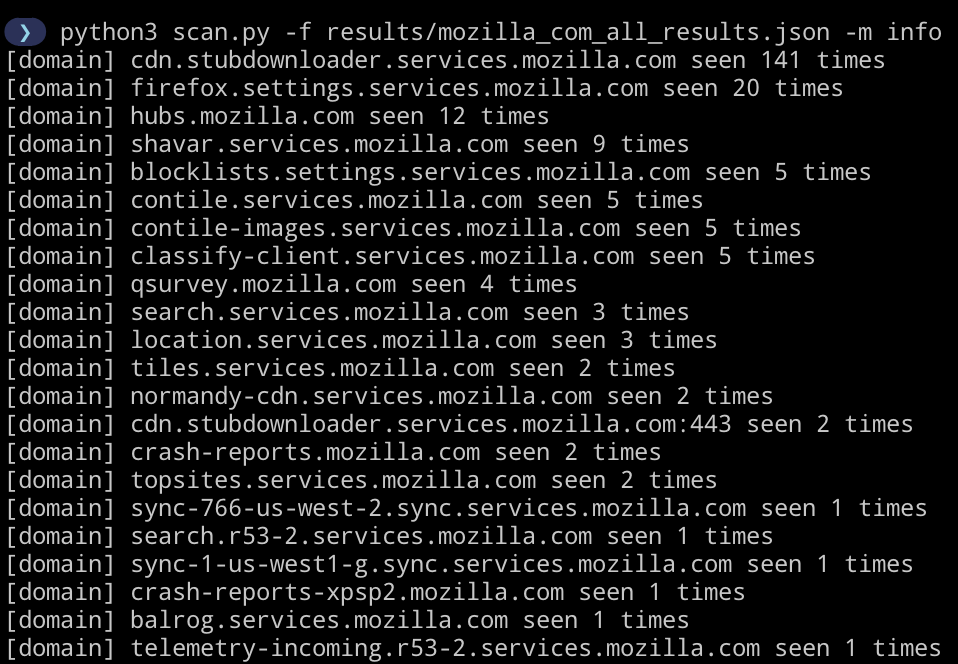 ❯ python3 scan.py -f results/mozilla_com_all_results.json -m info
[domain] cdn.stubdownloader.services.mozilla.com seen 141 times
[domain] firefox.settings.services.mozilla.com seen 20 times
[domain] hubs.mozilla.com seen 12 times
[domain] shavar.services.mozilla.com seen 9 times
[domain] blocklists.settings.services.mozilla.com seen 5 times
[domain] contile.services.mozilla.com seen 5 times
[domain] contile-images.services.mozilla.com seen 5 times
[domain] classify-client.services.mozilla.com seen 5 times
[domain] qsurvey.mozilla.com seen 4 times
[domain] search.services.mozilla.com seen 3 times
[domain] location.services.mozilla.com seen 3 times
[domain] tiles.services.mozilla.com seen 2 times
[domain] normandy-cdn.services.mozilla.com seen 2 times
[domain] cdn.stubdownloader.services.mozilla.com:443 seen 2 times
[domain] crash-reports.mozilla.com seen 2 times
[domain] topsites.services.mozilla.com seen 2 times
[domain] sync-766-us-west-2.sync.services.mozilla.com seen 1 times
[domain] search.r53-2.services.mozilla.com seen 1 times
[domain] sync-1-us-west1-g.sync.services.mozilla.com seen 1 times
[domain] crash-reports-xpsp2.mozilla.com seen 1 times
[domain] balrog.services.mozilla.com seen 1 times
[domain] telemetry-incoming.r53-2.services.mozilla.com seen 1 times